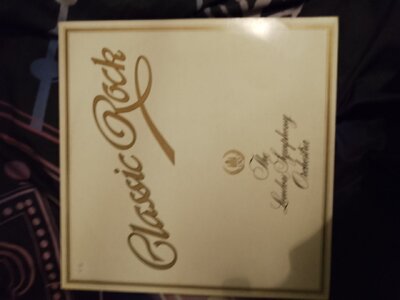 Classic Rock
The
London Symphony
Orchestra